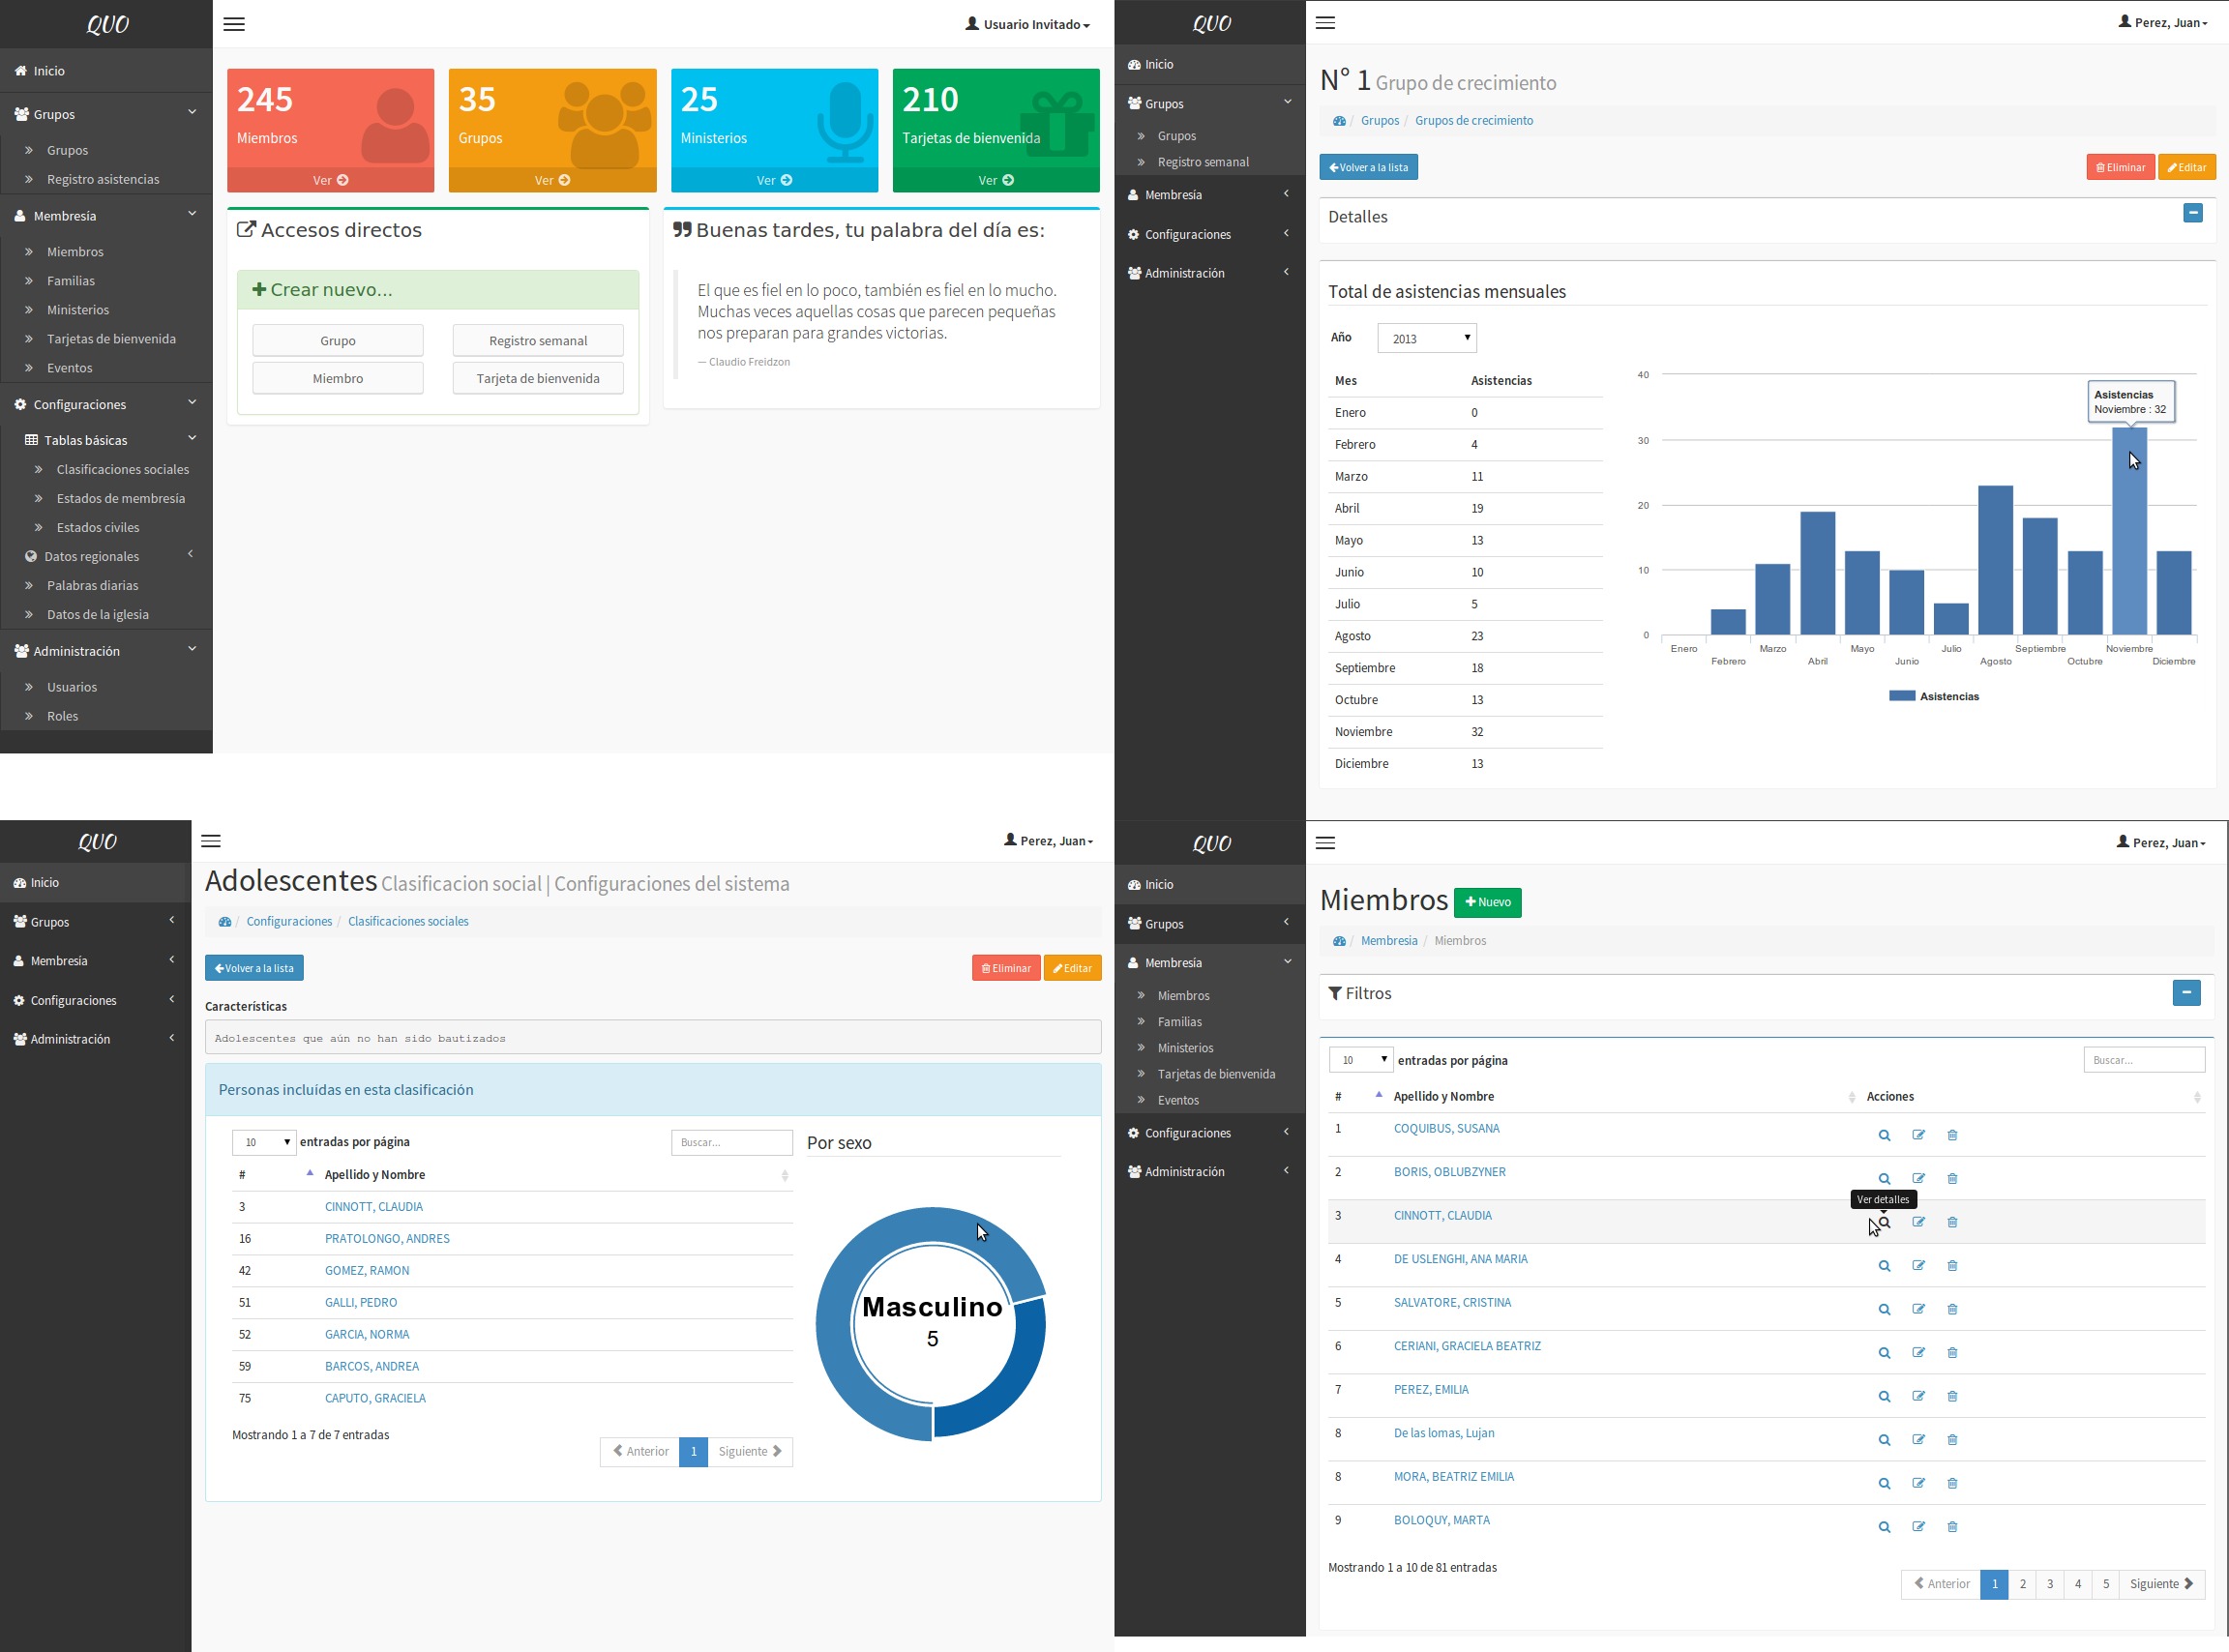 QUO
Usuario Invitado
Inicio
Grupos
Grupos
Registro asistencias
Membresía
Miembros
Familias
Ministerios
Tarjetas de bienvenida
Eventos
Configuraciones
Tablas básicas
Clasificaciones sociales
Estados de membresía
Estados civiles
Datos regionales
Palabras diarias
Datos de la iglesia
Administración
Usuarios
Roles
245
Miembros
Ver
35
Grupos
Ver
25
Ministerios
Ver
210
Tarjetas de bienvenida
Ver
Accesos directos
Crear nuevo...
Grupo Registro semanal
Miembro Tarjeta de bienvenida
Buenas tardes, tu palabra del día es:
El que es fiel en lo poco, también es fiel en lo mucho.
Muchas veces aquellas cosas que parecen pequeñas
nos preparan para grandes victorias.
— Claudio Freidzon
QUO
Perez, Juan
Inicio
Grupos
Grupos
Registro semanal
Membresía
Configuraciones
Administración
N° 1 Grupo de crecimiento
/ Grupos / Grupos de crecimiento
Volver a la lista Eliminar Editar
Detalles
Total de asistencias mensuales
Año 2013
Mes Asistencias
Enero 0
Febrero 4
Marzo 11
Abril 19
Mayo 13
Junio 10
Julio 5
Agosto 23
Septiembre 18
Octubre 13
Noviembre 32
Diciembre 13
40
30
20
10
0
Asistencias
Noviembre : 32
Enero Marzo Mayo Julio Septiembre Noviembre
Febrero Abril Junio Agosto Octubre Diciembre
Asistencias
QUO
Perez, Juan
Inicio
Grupos
Membresía
Configuraciones
Administración
Adolescentes Clasificacion social | Configuraciones del sistema
/ Configuraciones / Clasificaciones sociales
Volver a la lista Eliminar Editar
Características
Adolescentes que aún no han sido bautizados
Personas incluídas en esta clasificación
10 entradas por página Buscar...
# Apellido y Nombre
3 CINNOTT, CLAUDIA
16 PRATOLONGO, ANDRES
42 GOMEZ, RAMON
51 GALLI, PEDRO
52 GARCIA, NORMA
59 BARCOS, ANDREA
75 CAPUTO, GRACIELA
Mostrando 1 a 7 de 7 entradas
Anterior 1 Siguiente
Por sexo
Masculino
5
QUO
Perez, Juan
Inicio
Grupos
Membresía
Miembros
Familias
Ministerios
Tarjetas de bienvenida
Eventos
Configuraciones
Administración
Miembros Nuevo
/ Membresia / Miembros
Filtros
10 entradas por página Buscar...
# Apellido y Nombre Acciones
1 COQUIBUS, SUSANA
2 BORIS, OBLUBZYNER
Ver detalles
3 CINNOTT, CLAUDIA
4 DE USLENGHI, ANA MARIA
5 SALVATORE, CRISTINA
6 CERIANI, GRACIELA BEATRIZ
7 PEREZ, EMILIA
8 De las lomas, Lujan
8 MORA, BEATRIZ EMILIA
9 BOLOQUY, MARTA
Mostrando 1 a 10 de 81 entradas
Anterior 1 2 3 4 5 Siguiente